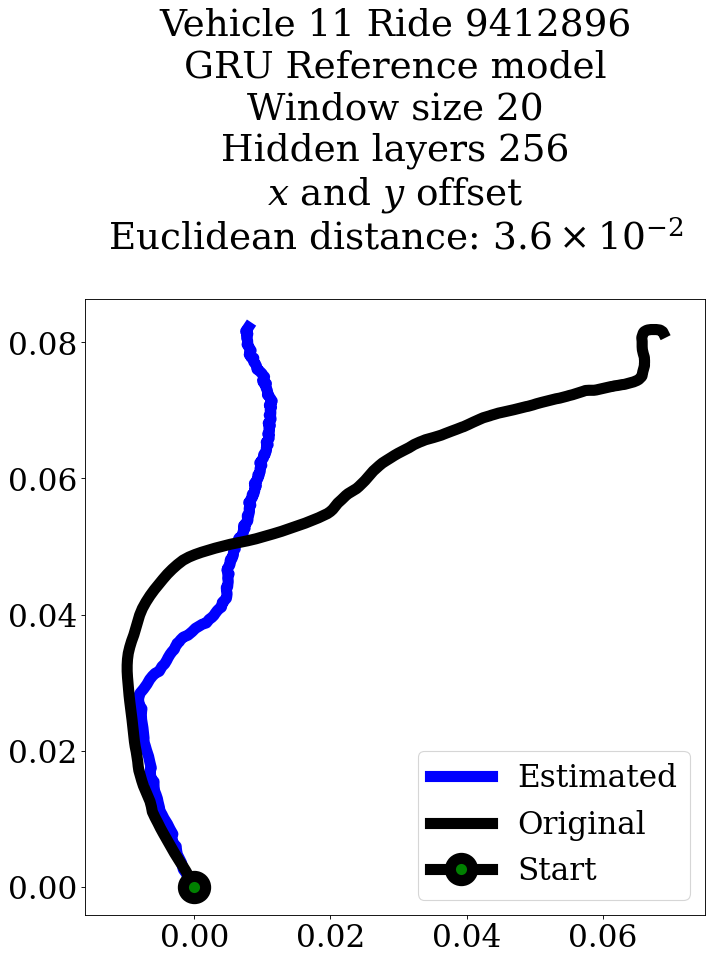 Vehicle 11 Ride 9412896
GRU Reference model
Window size 20
Hidden layers 256
x and y offset
Euclidean distance: 3.6 × 10⁻²
0.08
0.06
0.04
0.02
0.00
Estimated
Original
Start
0.00 0.02 0.04 0.06